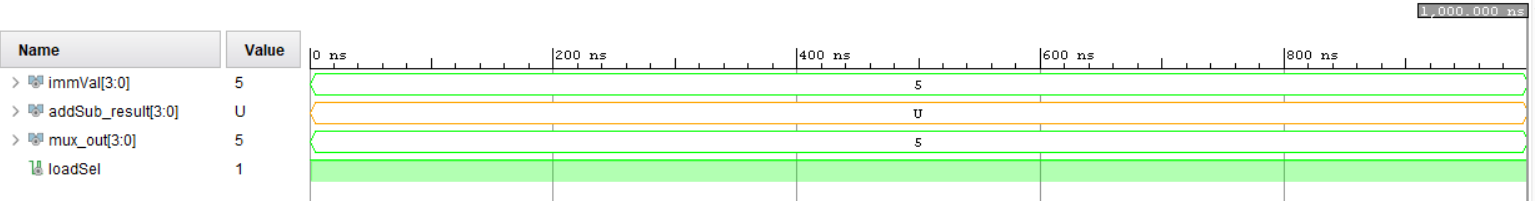 1,000.000 ns
Name Value 0 ns 200 ns 400 ns 600 ns 800 ns
immVal[3:0] 5 5
addSub_result[3:0] U U
mux_out[3:0] 5 5
loadSel 1